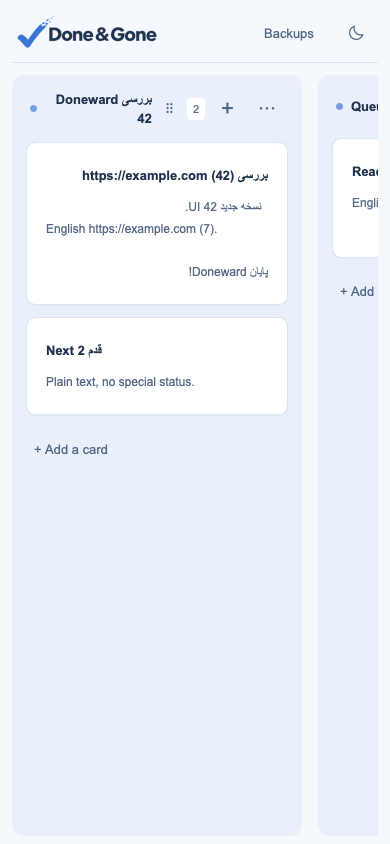 Done & Gone
Backups
بررسی Doneward
42
2
بررسی https://example.com (42)
نسخه جدید UI 42.
English https://example.com (7).
پایان Doneward!
Next قدم 2
Plain text, no special status.
+ Add a card